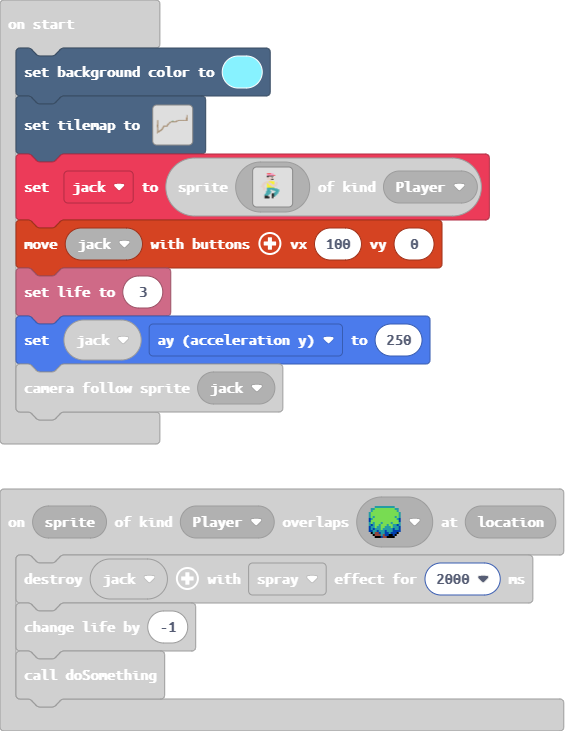 on start
set background color to
set tilemap to
set jack to sprite of kind Player
move jack with buttons vx 100 vy 0
set life to 3
set jack ay (acceleration y) to 250
camera follow sprite jack
on sprite of kind Player overlaps at location
destroy jack with spray effect for 2000 ms
change life by -1
call doSomething